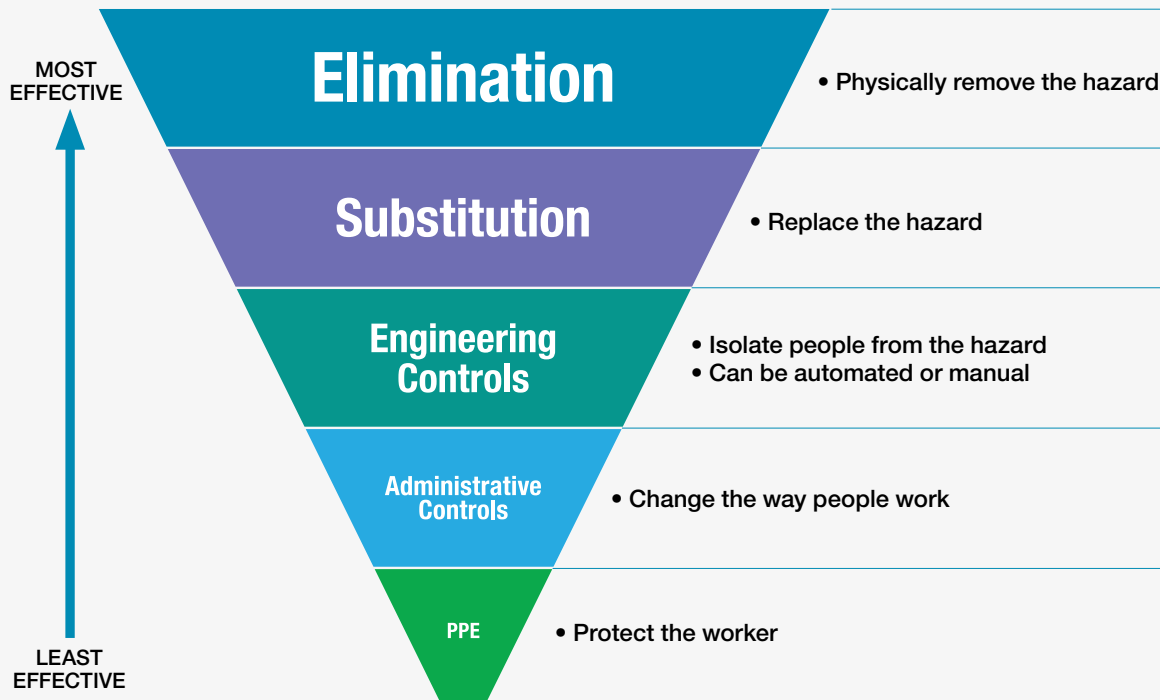 MOST
EFFECTIVE
Elimination
• Physically remove the hazard
Substitution
• Replace the hazard
Engineering
Controls
• Isolate people from the hazard
• Can be automated or manual
Administrative
Controls
• Change the way people work
PPE
• Protect the worker
LEAST
EFFECTIVE